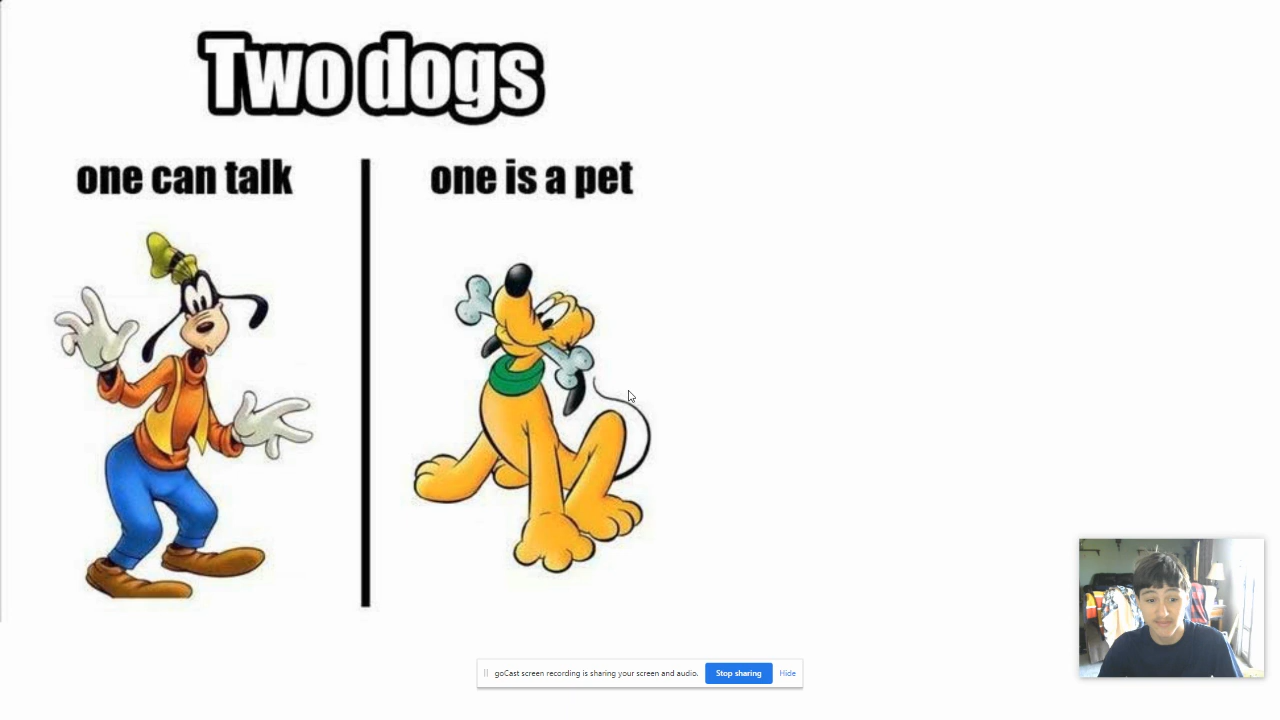 Two dogs
one can talk
one is a pet
goCast screen recording is sharing your screen and audio.
Stop sharing
Hide